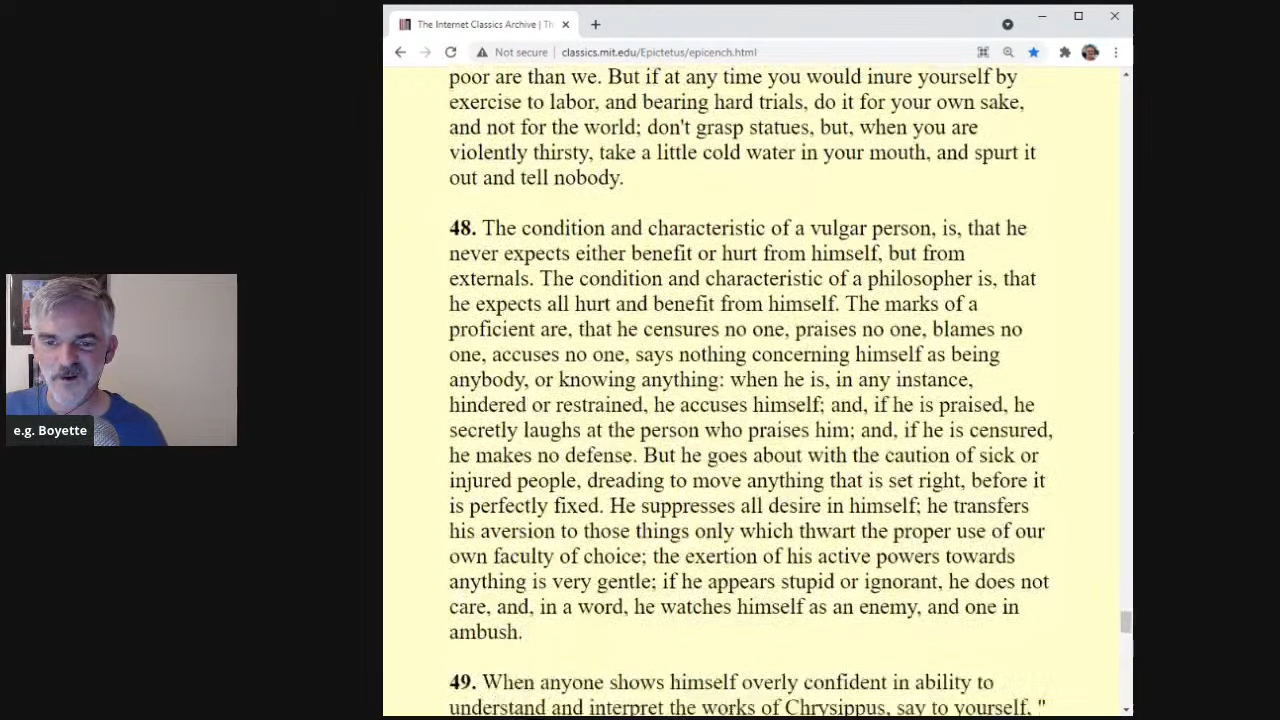 The Internet Classics Archive | Th
Not secure
classics.mit.edu/Epictetus/epicench.html
poor are than we. But if at any time you would inure yourself by
exercise to labor, and bearing hard trials, do it for your own sake,
and not for the world; don't grasp statues, but, when you are
violently thirsty, take a little cold water in your mouth, and spurt it
out and tell nobody.
48. The condition and characteristic of a vulgar person, is, that he
never expects either benefit or hurt from himself, but from
externals. The condition and characteristic of a philosopher is, that
he expects all hurt and benefit from himself. The marks of a
proficient are, that he censures no one, praises no one, blames no
one, accuses no one, says nothing concerning himself as being
anybody, or knowing anything: when he is, in any instance,
hindered or restrained, he accuses himself; and, if he is praised, he
secretly laughs at the person who praises him; and, if he is censured,
he makes no defense. But he goes about with the caution of sick or
injured people, dreading to move anything that is set right, before it
is perfectly fixed. He suppresses all desire in himself; he transfers
his aversion to those things only which thwart the proper use of our
own faculty of choice; the exertion of his active powers towards
anything is very gentle; if he appears stupid or ignorant, he does not
care, and, in a word, he watches himself as an enemy, and one in
ambush.
49. When anyone shows himself overly confident in ability to
understand and interpret the works of Chrysippus, say to yourself, "
e.g. Boyette